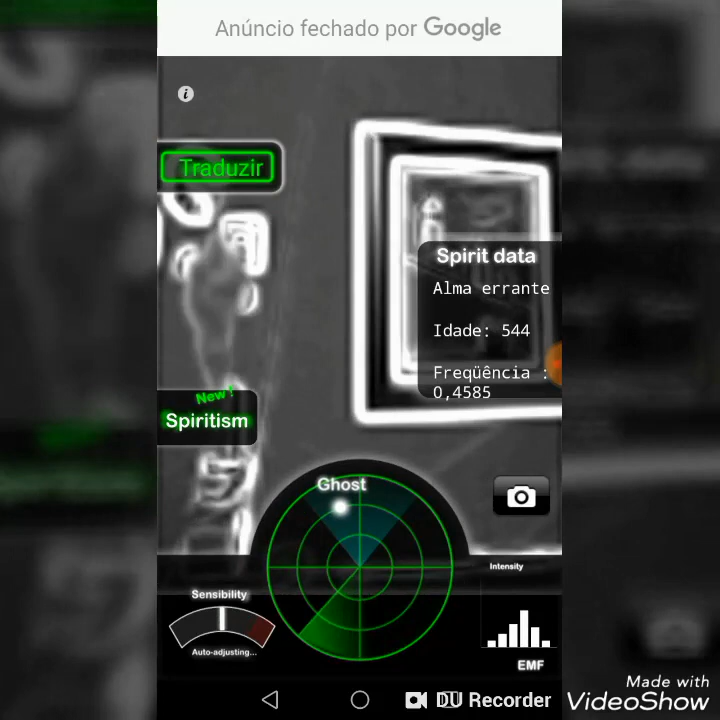 Anúncio fechado por Google
i
Traduzir
Spirit data
Alma errante
Idade: 544
Freqüência :
0,4585
New !
Spiritism
Ghost
Intensity
Sensibility
Auto-adjusting...
EMF
DU Recorder
Made with
VideoShow